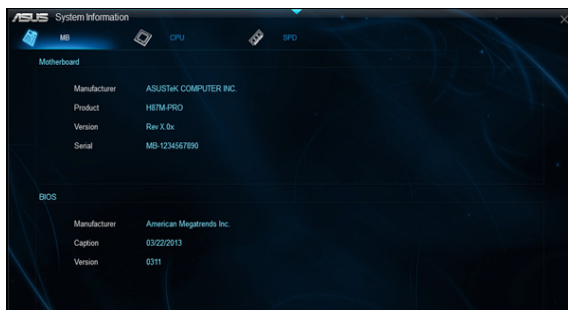 ASUS System Information
MB CPU SPD
Motherboard
Manufacturer ASUSTeK COMPUTER INC.
Product H87M-PRO
Version Rev X.0x
Serial MB-1234567890
BIOS
Manufacturer American Megatrends Inc.
Caption 03/22/2013
Version 0311